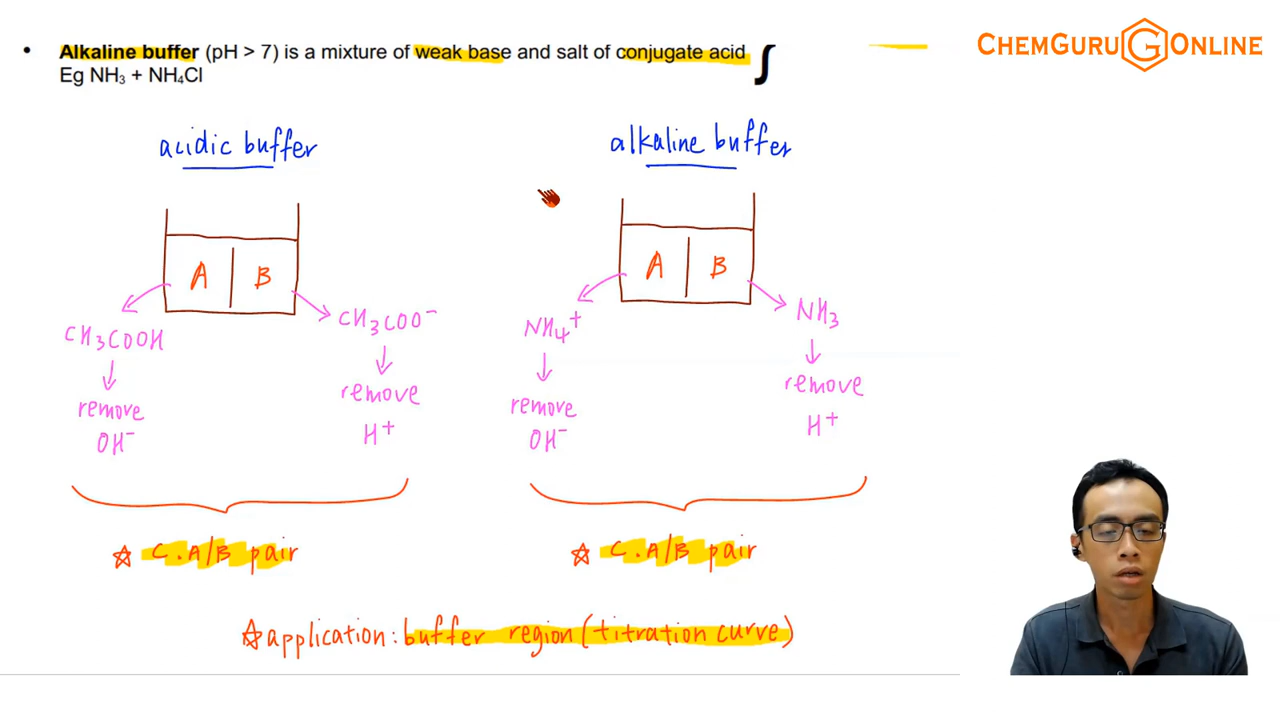 CHEMGURU G ONLINE
• Alkaline buffer (pH > 7) is a mixture of weak base and salt of conjugate acid
Eg NH₃ + NH₄Cl
acidic buffer
A B
CH₃COOH
CH₃COO⁻
↓
remove
OH⁻
↓
remove
H⁺
☆ C.A/B pair
alkaline buffer
A B
NH₄⁺
NH₃
↓
remove
OH⁻
↓
remove
H⁺
☆ C.A/B pair
☆application: buffer region (titration curve)